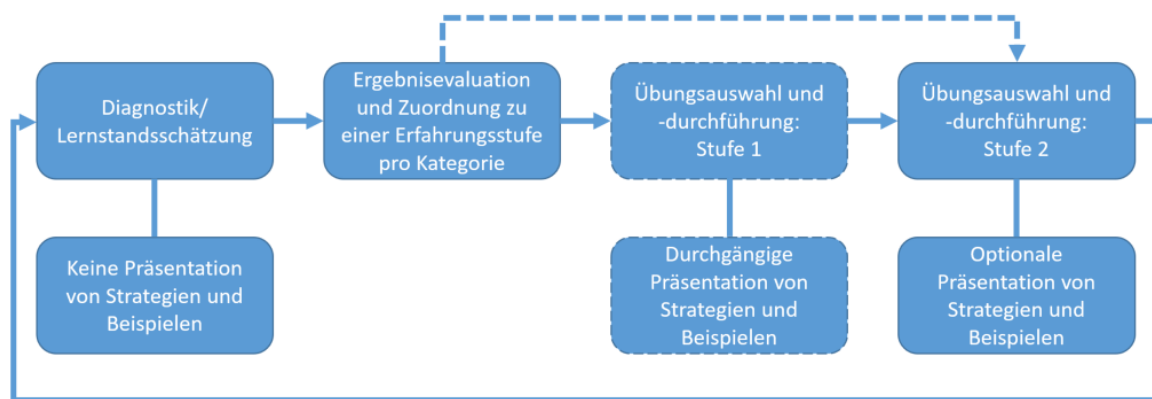 Diagnostik/
Lernstandsschätzung
Ergebnisevaluation
und Zuordnung zu
einer Erfahrungsstufe
pro Kategorie
Übungsauswahl und
-durchführung:
Stufe 1
Übungsauswahl und
-durchführung:
Stufe 2
Keine Präsentation
von Strategien und
Beispielen
Durchgängige
Präsentation von
Strategien und
Beispielen
Optionale
Präsentation von
Strategien und
Beispielen